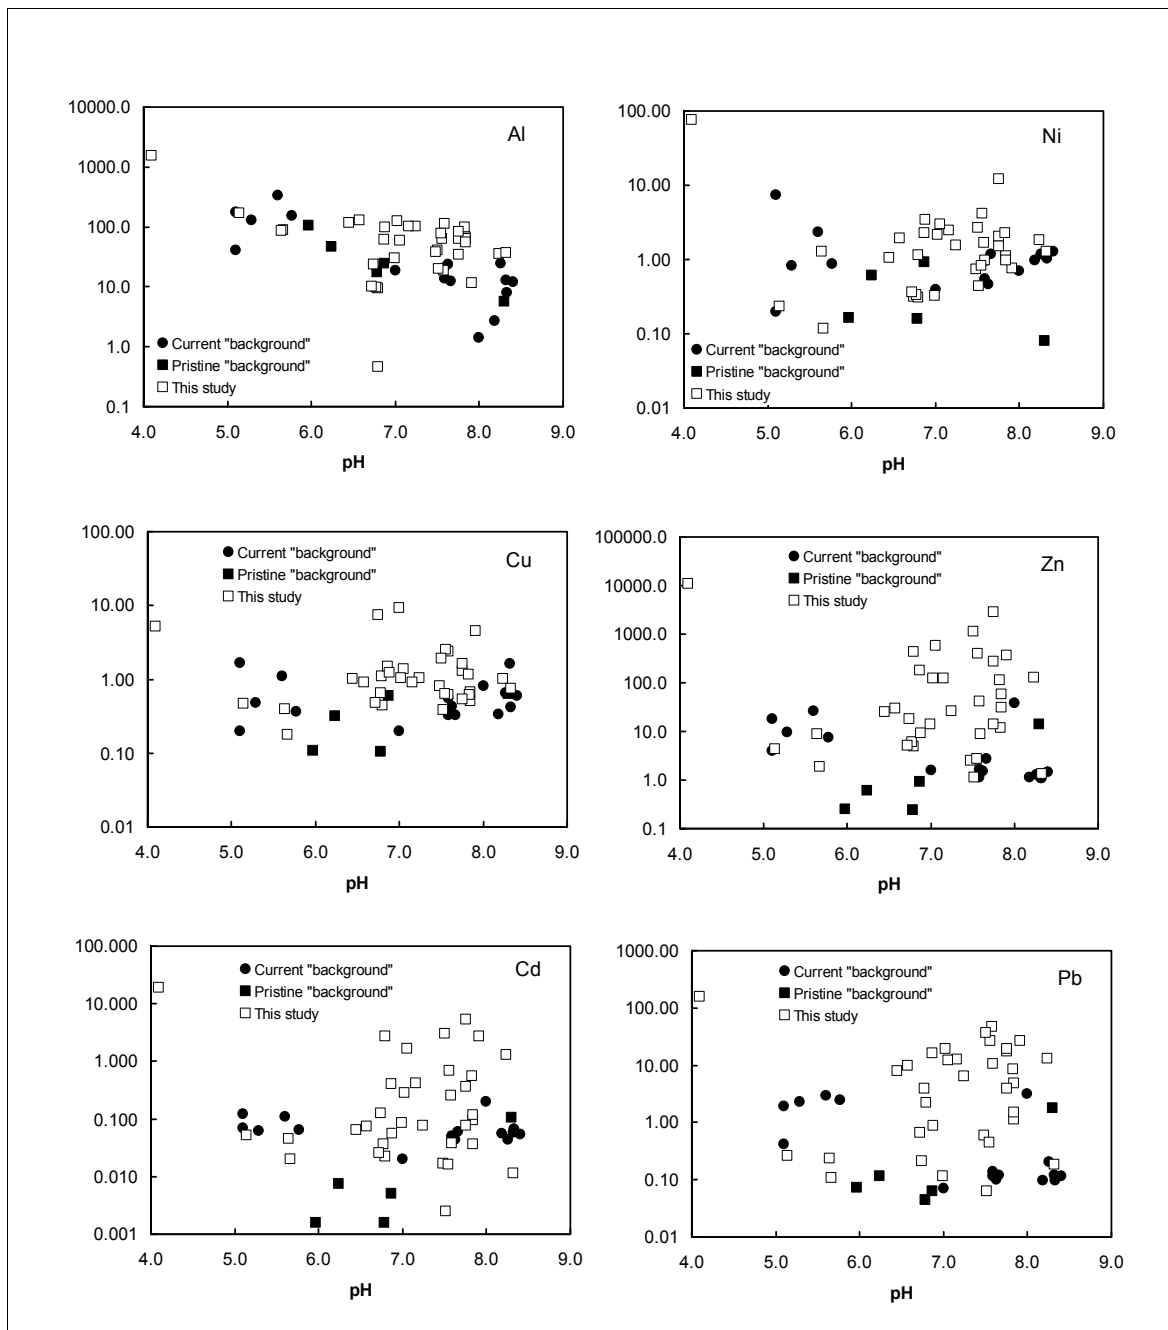 10000.0
1000.0
100.0
10.0
1.0
0.1
Al
Current "background"
Pristine "background"
This study
4.0 5.0 6.0 7.0 8.0 9.0
pH
100.00
10.00
1.00
0.10
0.01
Ni
Current "background"
Pristine "background"
This study
4.0 5.0 6.0 7.0 8.0 9.0
pH
100.00
10.00
1.00
0.10
0.01
Cu
Current "background"
Pristine "background"
This study
4.0 5.0 6.0 7.0 8.0 9.0
pH
100000.0
10000.0
1000.0
100.0
10.0
1.0
0.1
Zn
Current "background"
Pristine "background"
This study
4.0 5.0 6.0 7.0 8.0 9.0
pH
100.000
10.000
1.000
0.100
0.010
0.001
Cd
Current "background"
Pristine "background"
This study
4.0 5.0 6.0 7.0 8.0 9.0
pH
1000.00
100.00
10.00
1.00
0.10
0.01
Pb
Current "background"
Pristine "background"
This study
4.0 5.0 6.0 7.0 8.0 9.0
pH